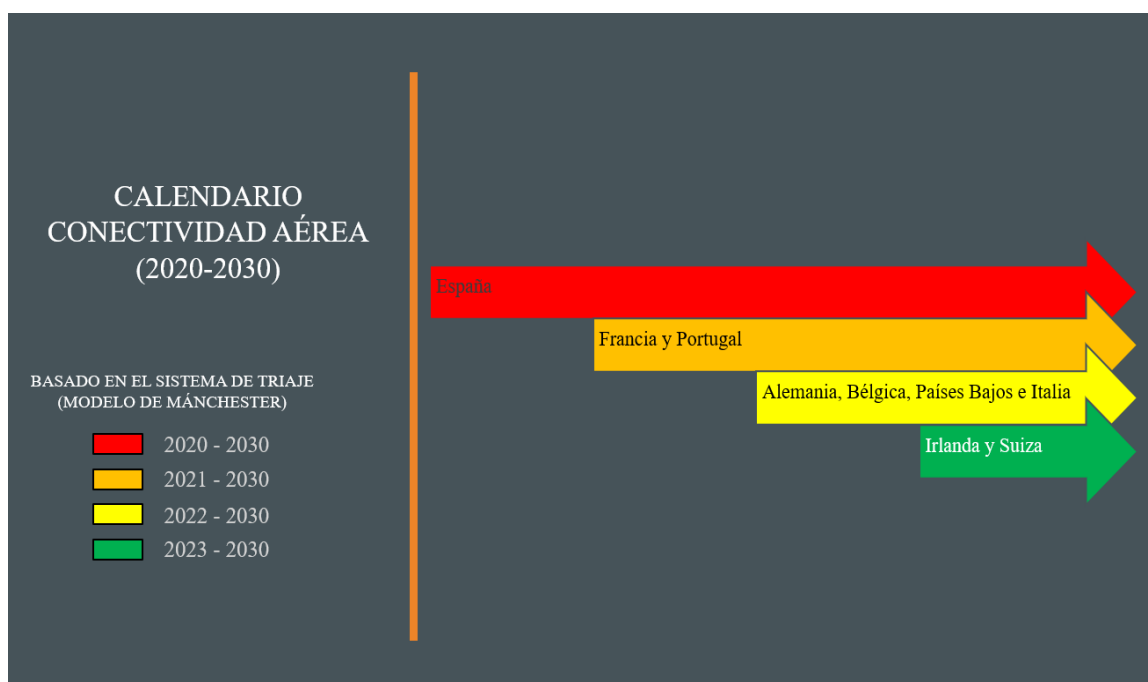 CALENDARIO
CONECTIVIDAD AÉREA
(2020-2030)
BASADO EN EL SISTEMA DE TRIAJE
(MODELO DE MÁNCHESTER)
2020 - 2030
2021 - 2030
2022 - 2030
2023 - 2030
España
Francia y Portugal
Alemania, Bélgica, Países Bajos e Italia
Irlanda y Suiza